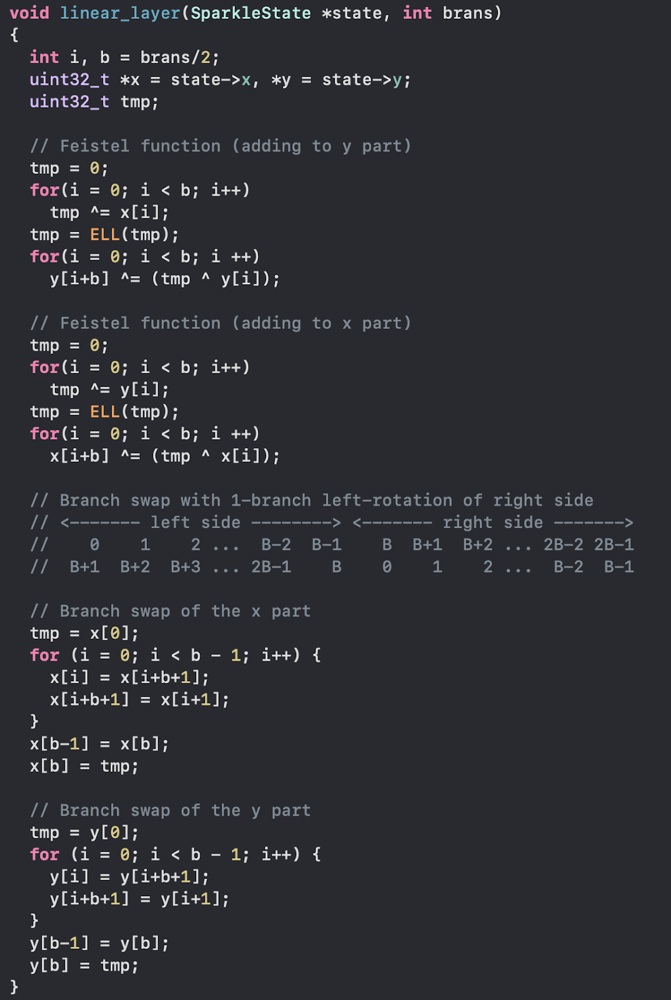 void linear_layer(SparkleState *state, int brans)
{
  int i, b = brans/2;
  uint32_t *x = state->x, *y = state->y;
  uint32_t tmp;

  // Feistel function (adding to y part)
  tmp = 0;
  for(i = 0; i < b; i++)
    tmp ^= x[i];
  tmp = ELL(tmp);
  for(i = 0; i < b; i ++)
    y[i+b] ^= (tmp ^ y[i]);

  // Feistel function (adding to x part)
  tmp = 0;
  for(i = 0; i < b; i++)
    tmp ^= y[i];
  tmp = ELL(tmp);
  for(i = 0; i < b; i ++)
    x[i+b] ^= (tmp ^ x[i]);

  // Branch swap with 1-branch left-rotation of right side
  // <------- left side --------> <------- right side ------->
  //    0    1    2 ...  B-2  B-1    B  B+1  B+2 ... 2B-2 2B-1
  //  B+1  B+2  B+3 ... 2B-1    B    0    1    2 ...  B-2  B-1

  // Branch swap of the x part
  tmp = x[0];
  for (i = 0; i < b - 1; i++) {
    x[i] = x[i+b+1];
    x[i+b+1] = x[i+1];
  }
  x[b-1] = x[b];
  x[b] = tmp;

  // Branch swap of the y part
  tmp = y[0];
  for (i = 0; i < b - 1; i++) {
    y[i] = y[i+b+1];
    y[i+b+1] = y[i+1];
  }
  y[b-1] = y[b];
  y[b] = tmp;
}